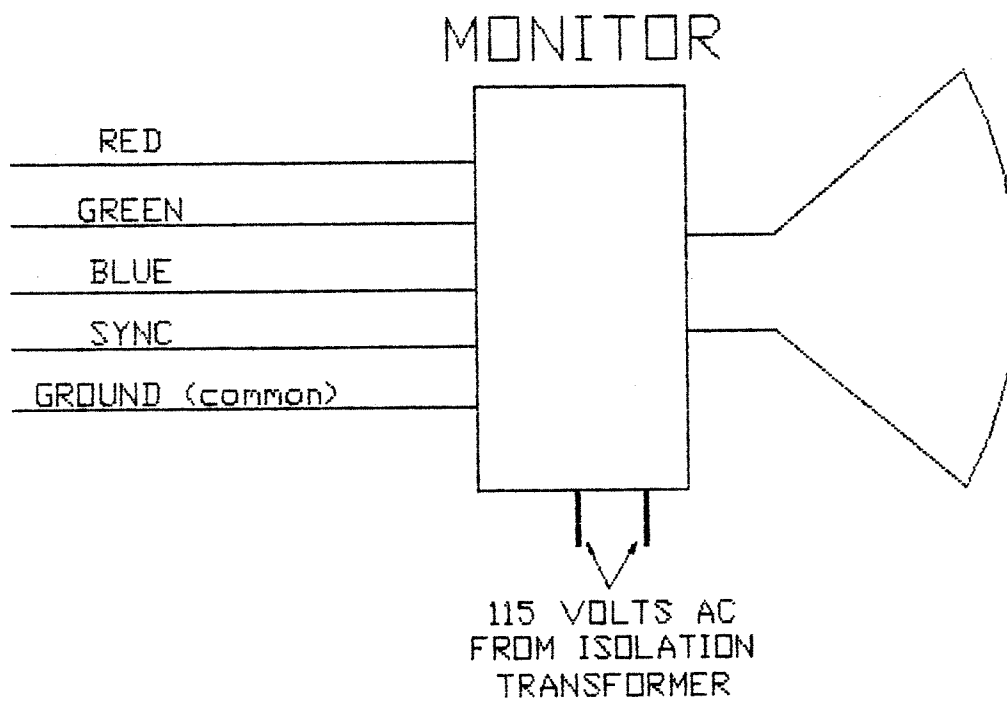 MONITOR
RED
GREEN
BLUE
SYNC
GROUND (common)
115 VOLTS AC
FROM ISOLATION
TRANSFORMER